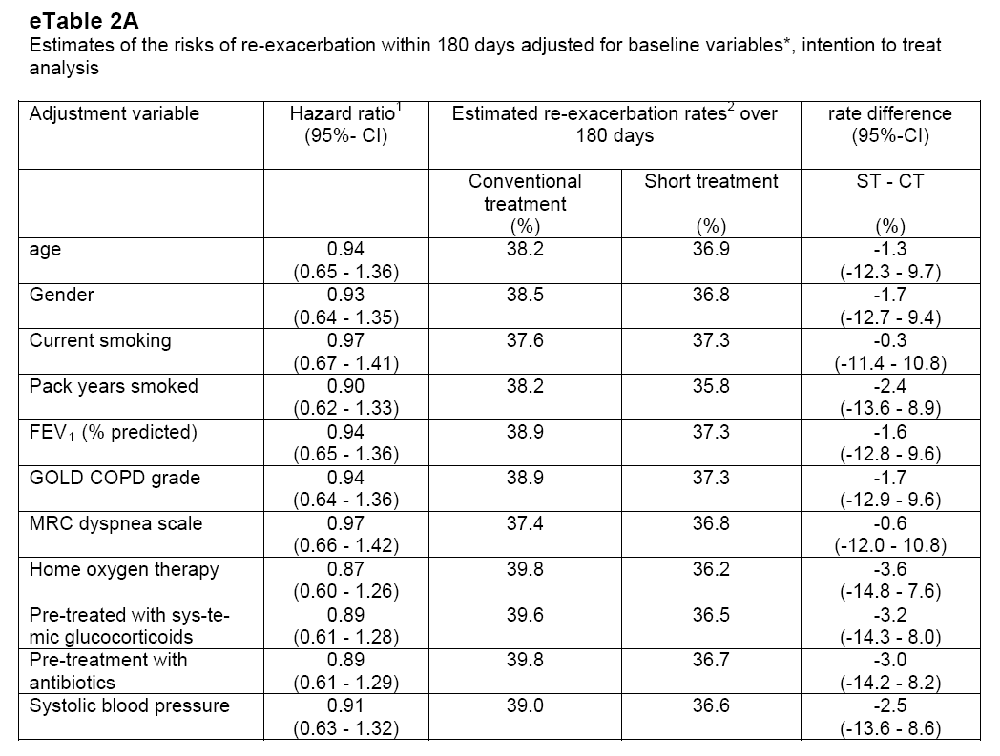 eTable 2A
Estimates of the risks of re-exacerbation within 180 days adjusted for baseline variables*, intention to treat
analysis
Adjustment variable
Hazard ratio1
(95%- CI)
Estimated re-exacerbation rates2 over
180 days
rate difference
(95%-CI)
Conventional
treatment
(%)
Short treatment
(%)
ST - CT
(%)
age
0.94
(0.65 - 1.36)
38.2
36.9
-1.3
(-12.3 - 9.7)
Gender
0.93
(0.64 - 1.35)
38.5
36.8
-1.7
(-12.7 - 9.4)
Current smoking
0.97
(0.67 - 1.41)
37.6
37.3
-0.3
(-11.4 - 10.8)
Pack years smoked
0.90
(0.62 - 1.33)
38.2
35.8
-2.4
(-13.6 - 8.9)
FEV1 (% predicted)
0.94
(0.65 - 1.36)
38.9
37.3
-1.6
(-12.8 - 9.6)
GOLD COPD grade
0.94
(0.64 - 1.36)
38.9
37.3
-1.7
(-12.9 - 9.6)
MRC dyspnea scale
0.97
(0.66 - 1.42)
37.4
36.8
-0.6
(-12.0 - 10.8)
Home oxygen therapy
0.87
(0.60 - 1.26)
39.8
36.2
-3.6
(-14.8 - 7.6)
Pre-treated with sys-te-
mic glucocorticoids
0.89
(0.61 - 1.28)
39.6
36.5
-3.2
(-14.3 - 8.0)
Pre-treatment with
antibiotics
0.89
(0.61 - 1.29)
39.8
36.7
-3.0
(-14.2 - 8.2)
Systolic blood pressure
0.91
(0.63 - 1.32)
39.0
36.6
-2.5
(-13.6 - 8.6)